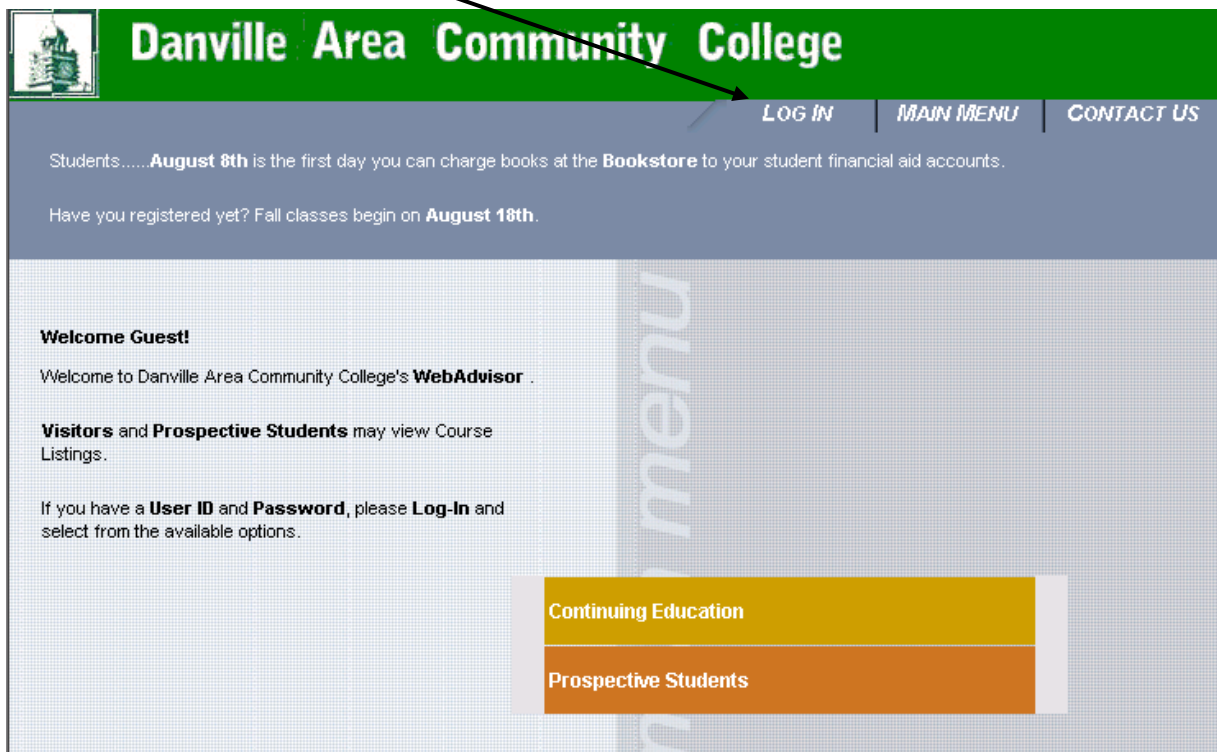 Danville Area Community College
LOG IN MAIN MENU CONTACT US
Students......August 8th is the first day you can charge books at the Bookstore to your student financial aid accounts.
Have you registered yet? Fall classes begin on August 18th.
Welcome Guest!
Welcome to Danville Area Community College's WebAdvisor .
Visitors and Prospective Students may view Course
Listings.
If you have a User ID and Password, please Log-In and
select from the available options.
menu
Continuing Education
Prospective Students